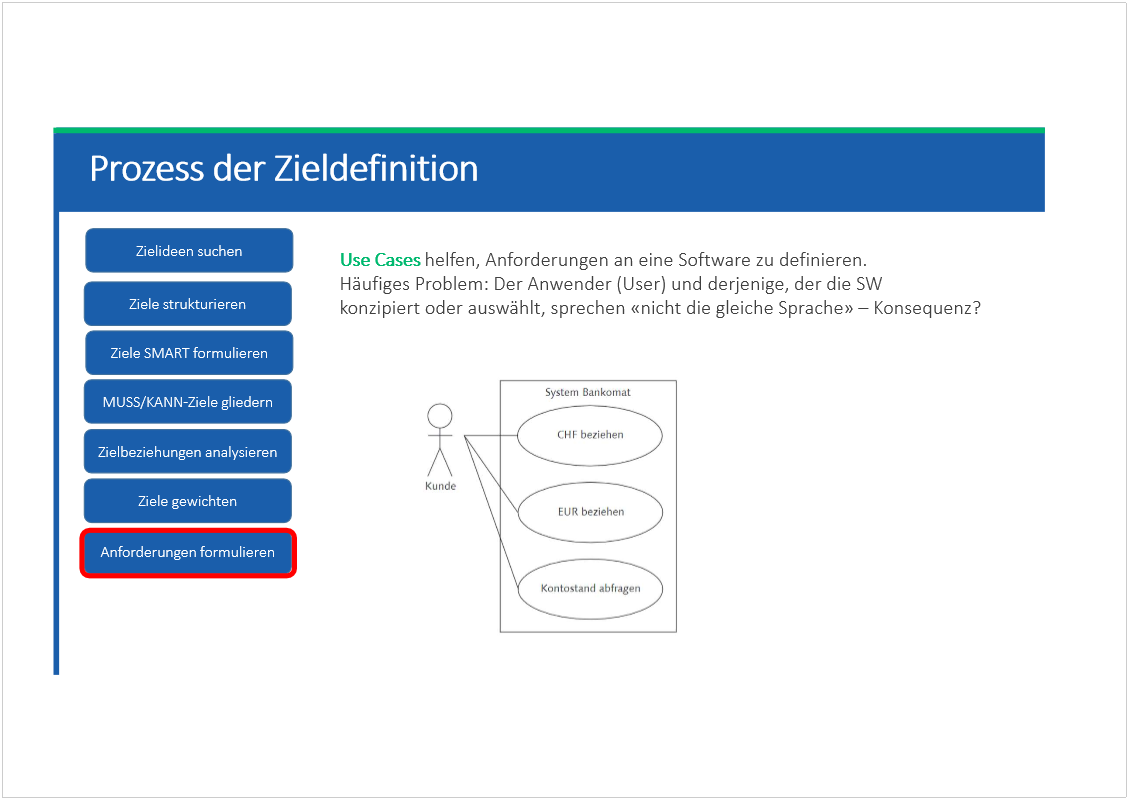 Prozess der Zieldefinition
Zielideen suchen
Ziele strukturieren
Ziele SMART formulieren
MUSS/KANN-Ziele gliedern
Zielbeziehungen analysieren
Ziele gewichten
Anforderungen formulieren
Use Cases helfen, Anforderungen an eine Software zu definieren.
Häufiges Problem: Der Anwender (User) und derjenige, der die SW
konzipiert oder auswählt, sprechen «nicht die gleiche Sprache» – Konsequenz?
System Bankomat
CHF beziehen
Kunde
EUR beziehen
Kontostand abfragen